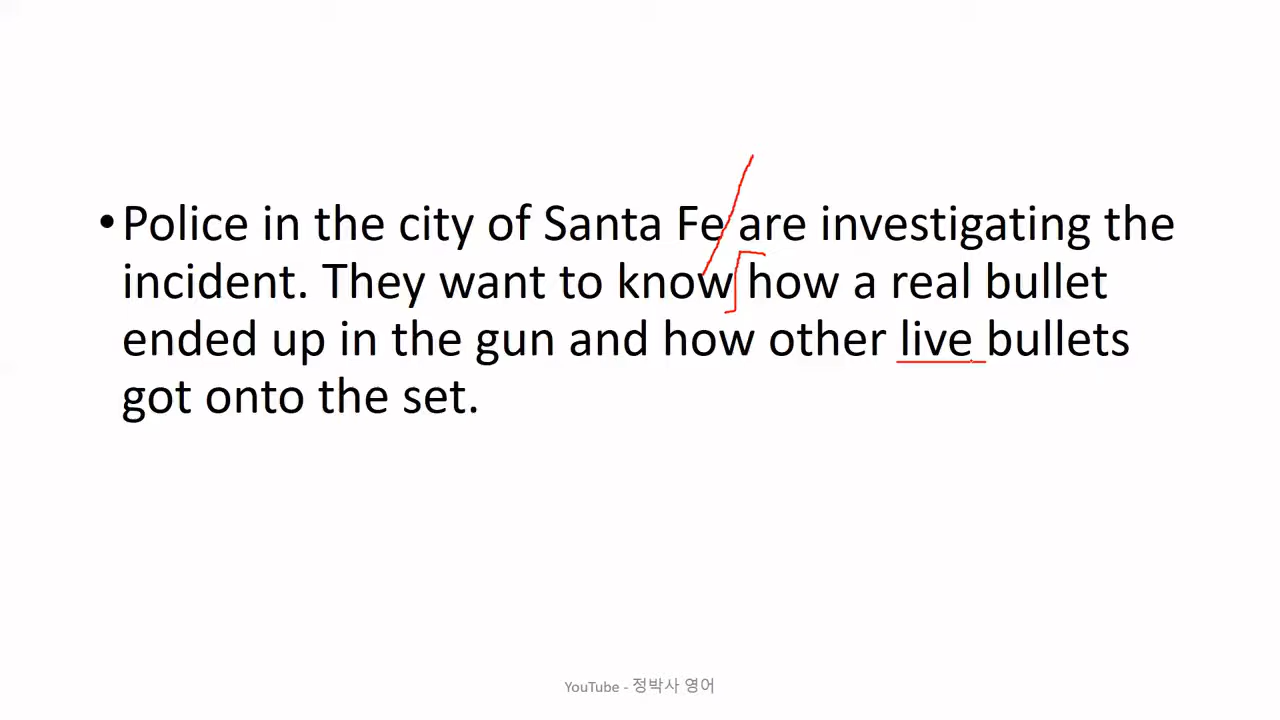 •Police in the city of Santa Fe are investigating the
incident. They want to know how a real bullet
ended up in the gun and how other live bullets
got onto the set.
YouTube - 정박사 영어